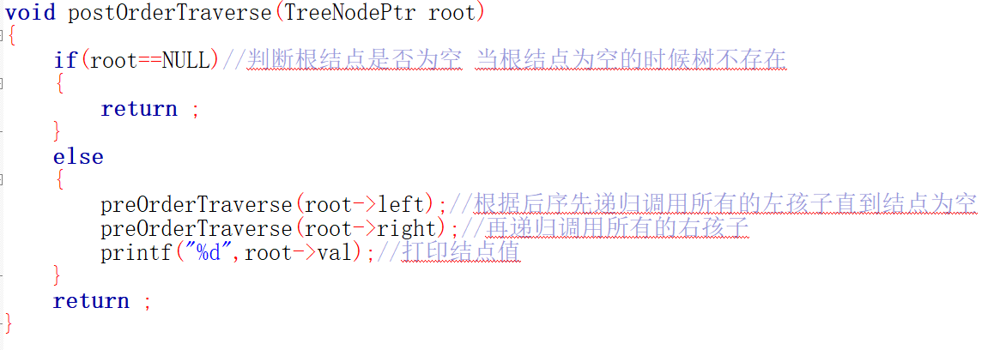 void postOrderTraverse(TreeNodePtr root)
{
if(root==NULL)//判断根结点是否为空 当根结点为空的时候树不存在
{
return ;
}
else
{
preOrderTraverse(root->left);//根据后序先递归调用所有的左孩子直到结点为空
preOrderTraverse(root->right);//再递归调用所有的右孩子
printf("%d",root->val);//打印结点值
}
return ;
}